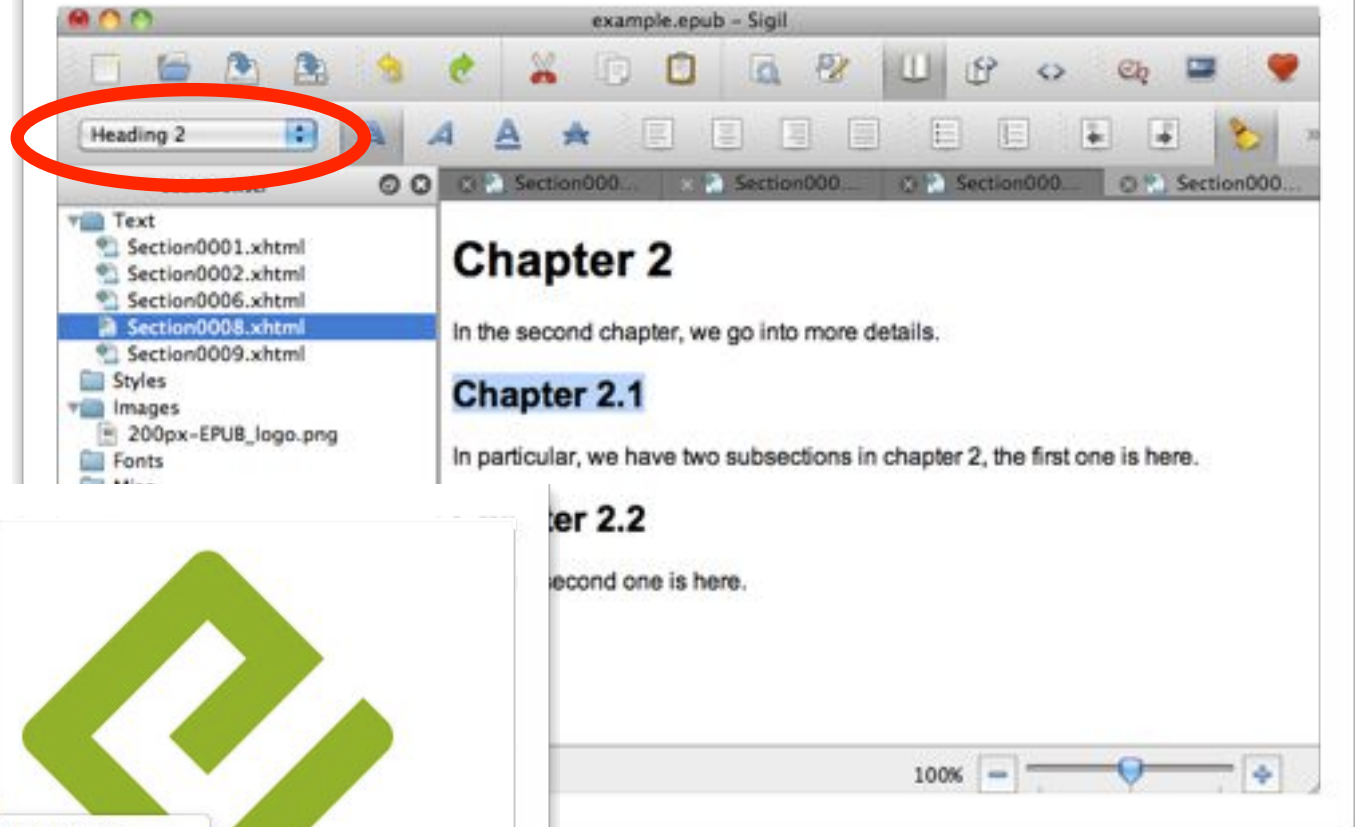 example.epub – Sigil
Heading 2
Section000...
Section000...
Section000...
Section000...
Text
Section0001.xhtml
Section0002.xhtml
Section0006.xhtml
Section0008.xhtml
Section0009.xhtml
Styles
Images
200px-EPUB_logo.png
Fonts
Chapter 2
In the second chapter, we go into more details.
Chapter 2.1
In particular, we have two subsections in chapter 2, the first one is here.
ter 2.2
second one is here.
100%